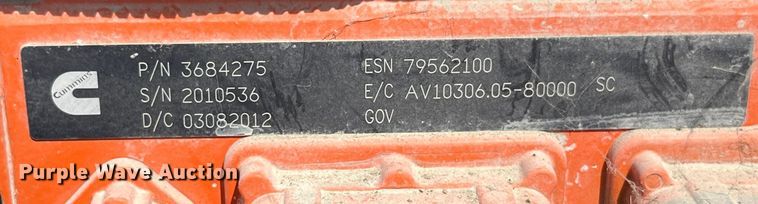 Cummins
P/N 3684275
S/N 2010536
D/C 03082012
ESN 79562100
E/C AV10306.05-80000 SC
GOV
Purple Wave Auction